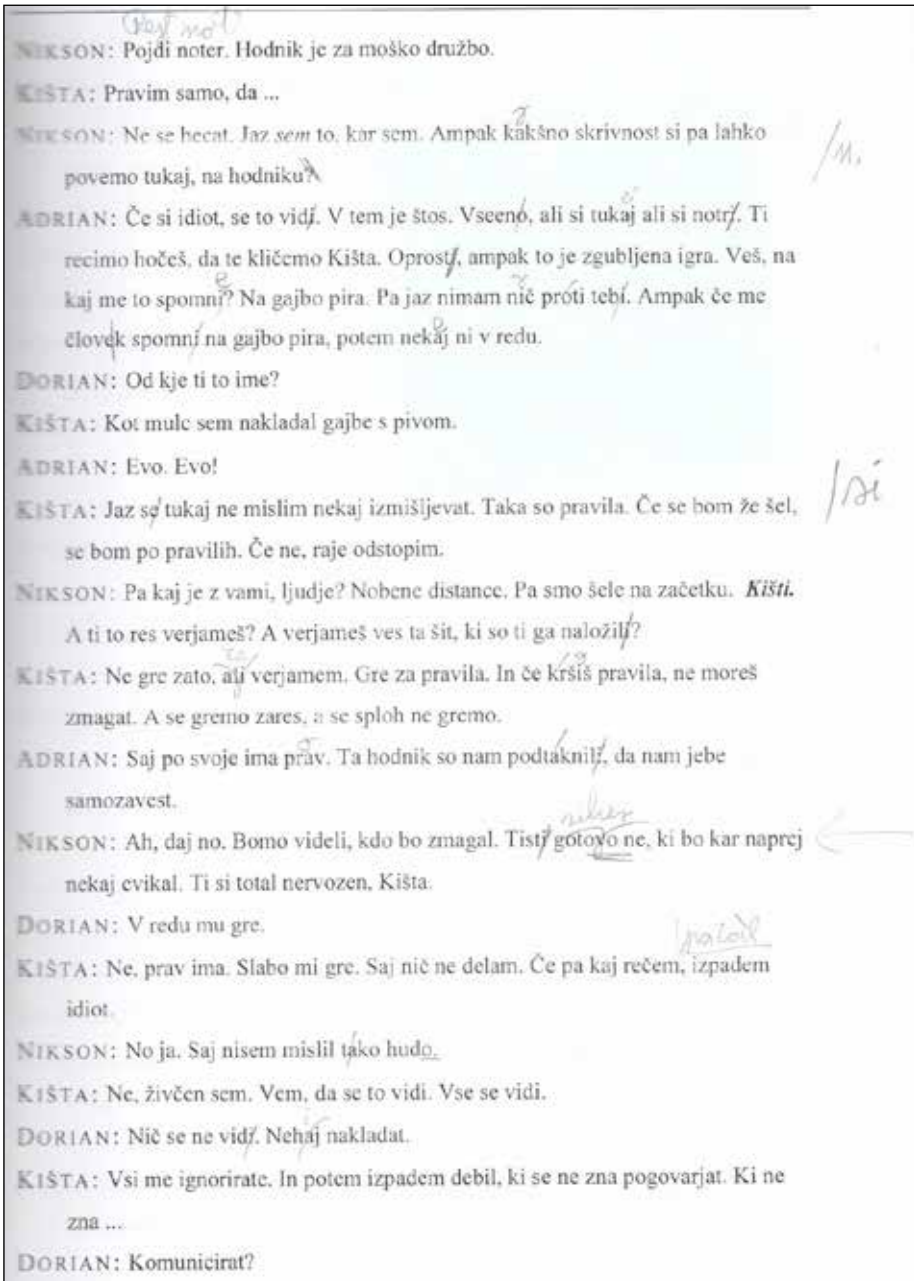 NIKSON: Pojdi noter. Hodnik je za moško družbo.
KIŠTA: Pravim samo, da ...
NIKSON: Ne se hecat. Jaz sem to, kar sem. Ampak kakšno skrivnost si pa lahko
povemo tukaj, na hodniku?
ADRIAN: Če si idiot, se to vidi. V tem je štos. Vseeno, ali si tukaj ali si notri. Ti
recimo hočeš, da te kličemo Kišta. Oprosti, ampak to je zgubljena igra. Veš, na
kaj me to spomni? Na gajbo pira. Pa jaz nimam nič proti tebi. Ampak če me
človek spomni na gajbo pira, potem nekaj ni v redu.
DORIAN: Od kje ti to ime?
KIŠTA: Kot mulc sem nakladal gajbe s pivom.
ADRIAN: Evo. Evo!
KIŠTA: Jaz se tukaj ne mislim nekaj izmišljevat. Taka so pravila. Če se bom že šel, /si
se bom po pravilih. Če ne, raje odstopim.
NIKSON: Pa kaj je z vami, ljudje? Nobene distance. Pa smo šele na začetku. Kišti.
A ti to res verjameš? A verjameš ves ta šit, ki so ti ga naložili?
KIŠTA: Ne gre zato, ali verjamem. Gre za pravila. In če kršiš pravila, ne moreš
zmagat. A se gremo zares, a se sploh ne gremo.
ADRIAN: Saj po svoje ima prav. Ta hodnik so nam podtaknili, da nam jebe
samozavest.
NIKSON: Ah, daj no. Bomo videli, kdo bo zmagal. Tisti gotovo ne, ki bo kar naprej
nekaj cvikal. Ti si total nervozen, Kišta.
DORIAN: V redu mu gre.
KIŠTA: Ne, prav ima. Slabo mi gre. Saj nič ne delam. Če pa kaj rečem, izpadem
idiot.
NIKSON: No ja. Saj nisem mislil tako hudo.
KIŠTA: Ne, živčen sem. Vem, da se to vidi. Vse se vidi.
DORIAN: Nič se ne vidi. Nehaj nakladat.
KIŠTA: Vsi me ignorirate. In potem izpadem debil, ki se ne zna pogovarjat. Ki ne
zna ...
DORIAN: Komunicirat?